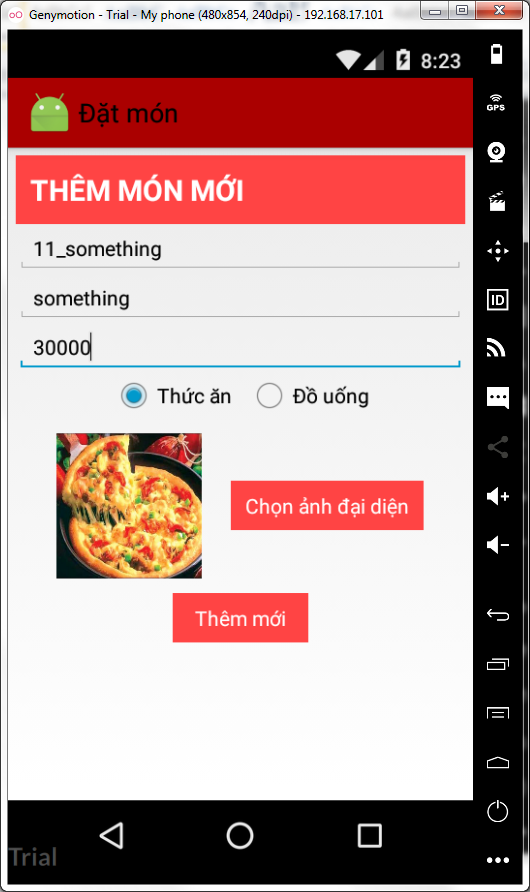 Genymotion - Trial - My phone (480x854, 240dpi) - 192.168.17.101
8:23
GPS
Đặt món
THÊM MÓN MỚI
11_something
something
30000
ID
Thức ăn
Đồ uống
Chọn ảnh đại diện
Thêm mới
Trial